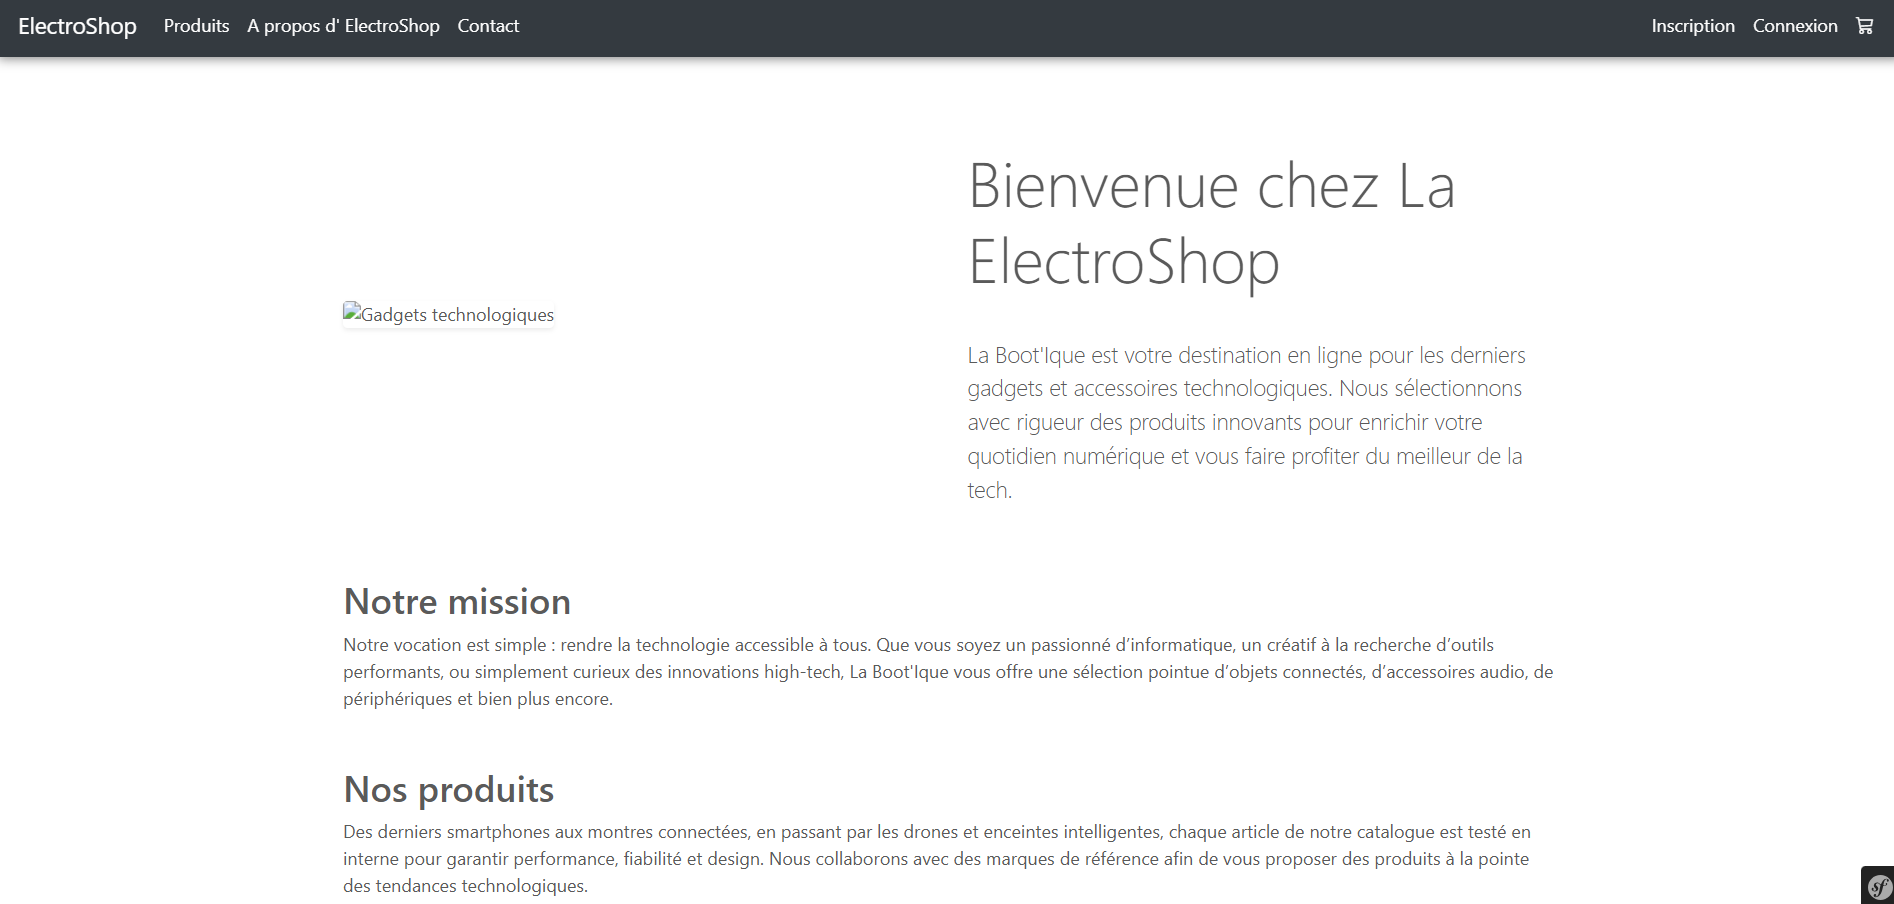 ElectroShop Produits A propos d' ElectroShop Contact Inscription Connexion
Bienvenue chez La
ElectroShop
Gadgets technologiques
La Boot'Ique est votre destination en ligne pour les derniers
gadgets et accessoires technologiques. Nous sélectionnons
avec rigueur des produits innovants pour enrichir votre
quotidien numérique et vous faire profiter du meilleur de la
tech.
Notre mission
Notre vocation est simple : rendre la technologie accessible à tous. Que vous soyez un passionné d’informatique, un créatif à la recherche d’outils
performants, ou simplement curieux des innovations high-tech, La Boot'Ique vous offre une sélection pointue d’objets connectés, d’accessoires audio, de
périphériques et bien plus encore.
Nos produits
Des derniers smartphones aux montres connectées, en passant par les drones et enceintes intelligentes, chaque article de notre catalogue est testé en
interne pour garantir performance, fiabilité et design. Nous collaborons avec des marques de référence afin de vous proposer des produits à la pointe
des tendances technologiques.
sf